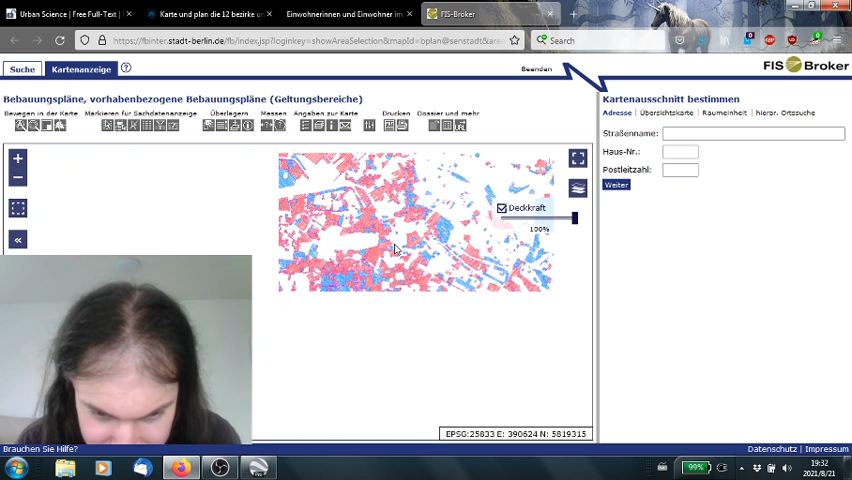 Urban Science | Free Full-Text |
Karte und plan die 12 bezirke un
Einwohnerinnen und Einwohner im
FIS-Broker
https://fbinter.stadt-berlin.de/fb/index.jsp?loginkey=showAreaSelection&mapId=bplan@senstadt&are
Search
Suche
Kartenanzeige
Beenden
FIS Broker
Bebauungspläne, vorhabenbezogene Bebauungspläne (Geltungsbereiche)
Bewegen in der Karte
Markieren für Sachdatenanzeige
Überlagern
Messen
Angaben zur Karte
Drucken
Dossier und mehr
Kartenausschnitt bestimmen
Adresse | Übersichtskarte | Raumeinheit | hierar. Ortssuche
Straßenname:
Haus-Nr.:
Postleitzahl:
Weiter
+
−
«
Deckkraft
100%
EPSG:25833 E: 390624 N: 5819315
Brauchen Sie Hilfe?
Datenschutz | Impressum
99%
19:32
2021/8/21